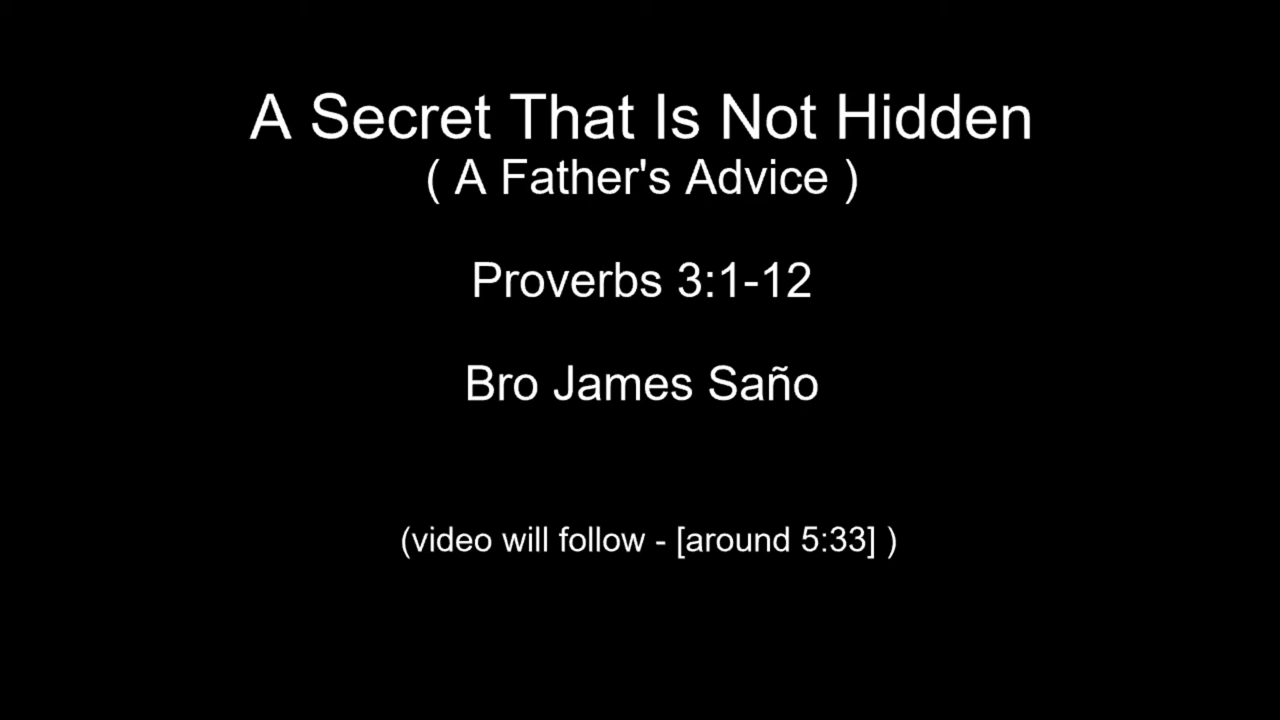 A Secret That Is Not Hidden
( A Father's Advice )
Proverbs 3:1-12
Bro James Saño
(video will follow - [around 5:33] )